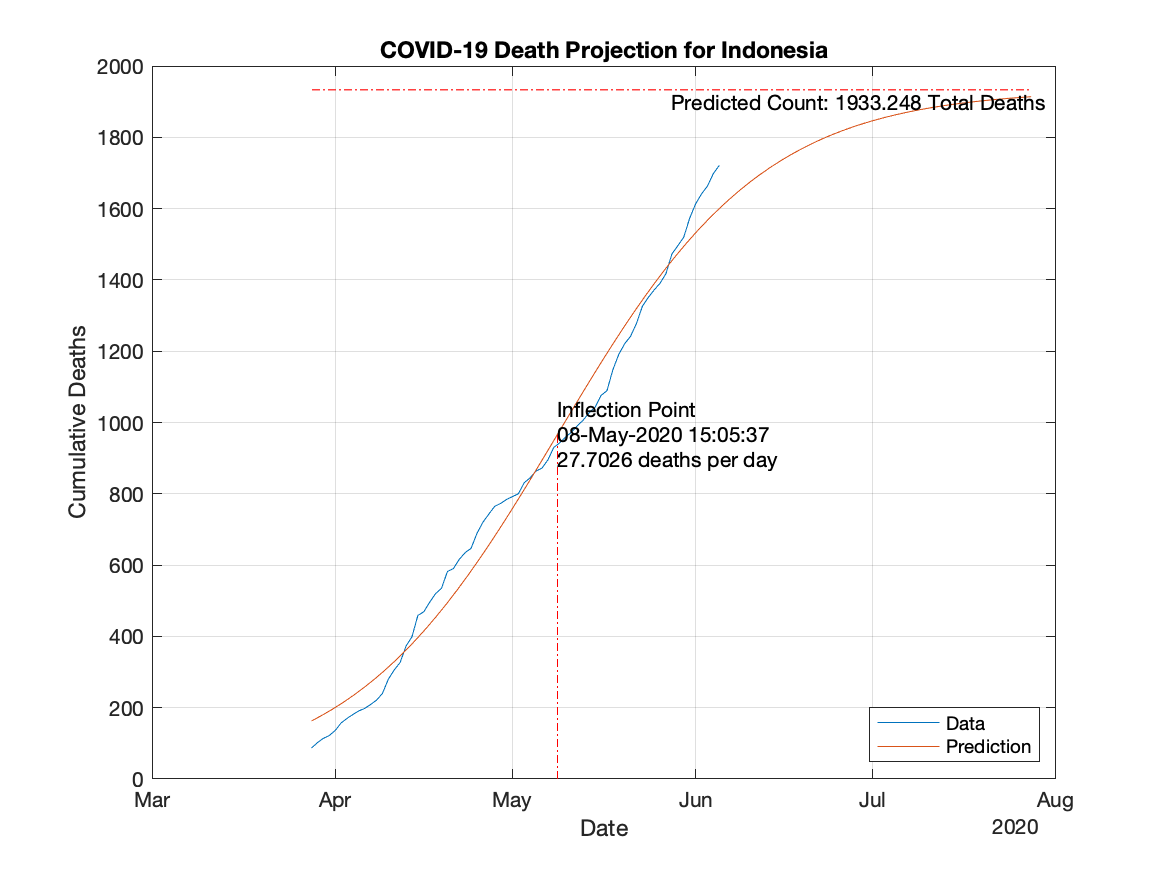 COVID-19 Death Projection for Indonesia
2000
1800
1600
1400
1200
1000
800
600
400
200
0
Cumulative Deaths
Predicted Count: 1933.248 Total Deaths
Inflection Point
08-May-2020 15:05:37
27.7026 deaths per day
Data
Prediction
Mar Apr May Jun Jul Aug
Date
2020